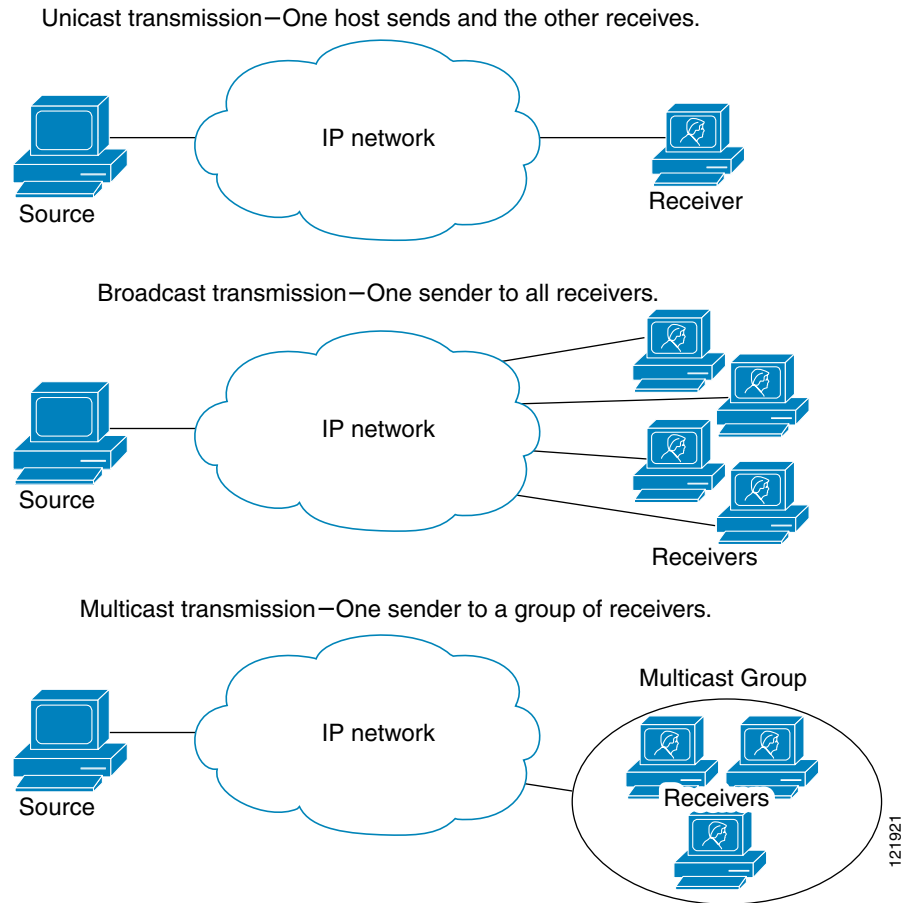 Unicast transmission—One host sends and the other receives.
IP network
Source
Receiver
Broadcast transmission—One sender to all receivers.
IP network
Source
Receivers
Multicast transmission—One sender to a group of receivers.
Multicast Group
IP network
Receivers
Source
121921